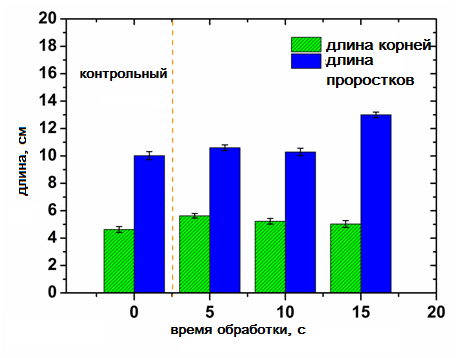 20
18
16
14
12
10
8
6
4
2
0
длина, см
контрольный
длина корней
длина
проростков
0 5 10 15 20
время обработки, с